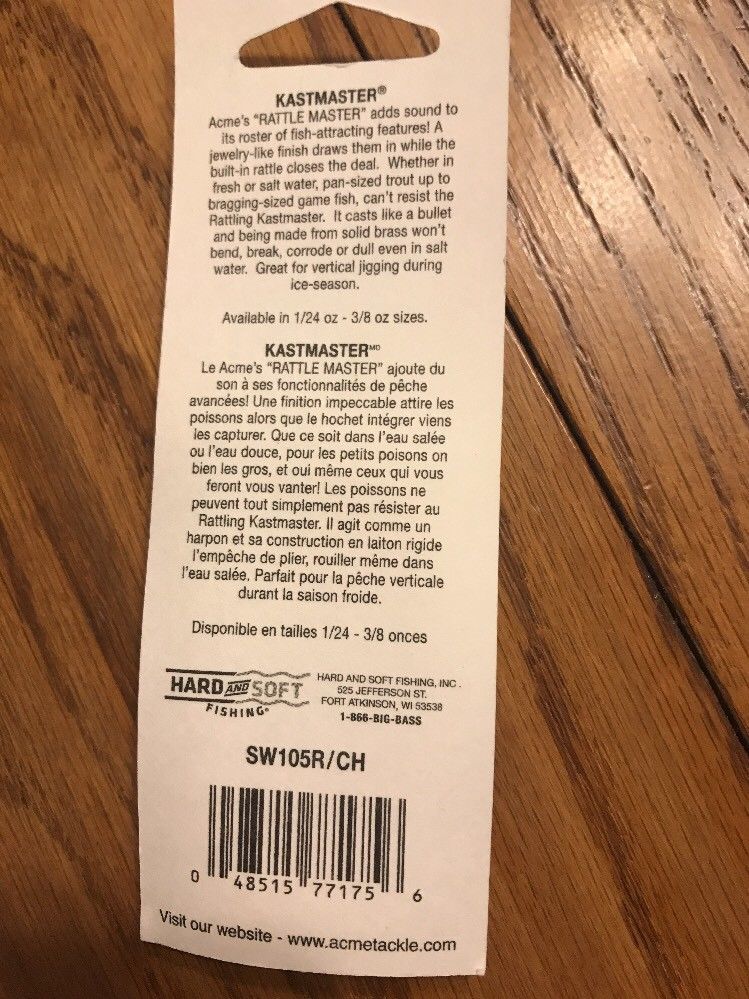 KASTMASTER®
Acme's "RATTLE MASTER" adds sound to
its roster of fish-attracting features! A
jewelry-like finish draws them in while the
built-in rattle closes the deal. Whether in
fresh or salt water, pan-sized trout up to
bragging-sized game fish, can't resist the
Rattling Kastmaster. It casts like a bullet
and being made from solid brass won't
bend, break, corrode or dull even in salt
water. Great for vertical jigging during
ice-season.
Available in 1/24 oz - 3/8 oz sizes.
KASTMASTER MD
Le Acme's "RATTLE MASTER" ajoute du
son à ses fonctionnalités de pêche
avancées! Une finition impeccable attire les
poissons alors que le hochet intégrer viens
les capturer. Que ce soit dans l'eau salée
ou l'eau douce, pour les petits poisons on
bien les gros, et oui même ceux qui vous
feront vous vanter! Les poissons ne
peuvent tout simplement pas résister au
Rattling Kastmaster. Il agit comme un
harpon et sa construction en laiton rigide
l'empêche de plier, rouiller même dans
l'eau salée. Parfait pour la pêche verticale
durant la saison froide.
Disponible en tailles 1/24 - 3/8 onces
HARD AND SOFT
FISHING®
HARD AND SOFT FISHING, INC.
525 JEFFERSON ST.
FORT ATKINSON, WI 53538
1-866-BIG-BASS
SW105R/CH
0 48515 77175 6
Visit our website - www.acmetackle.com